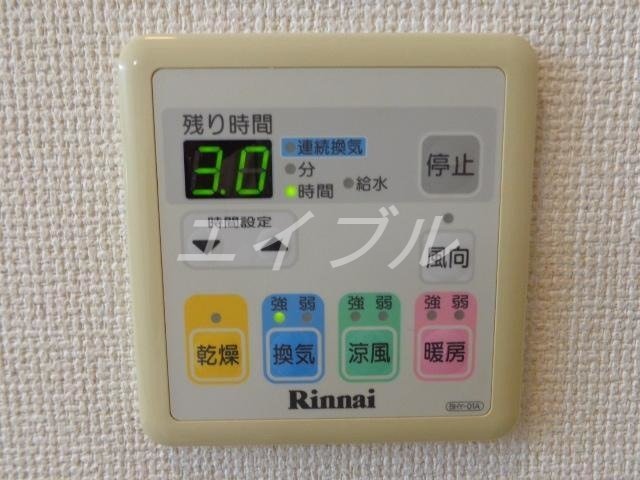 残り時間
3.0
連続換気
分
時間
給水
停止
時間設定
風向
エイブル
強 弱
強 弱
強 弱
乾燥
換気
涼風
暖房
Rinnai
BHY-01A